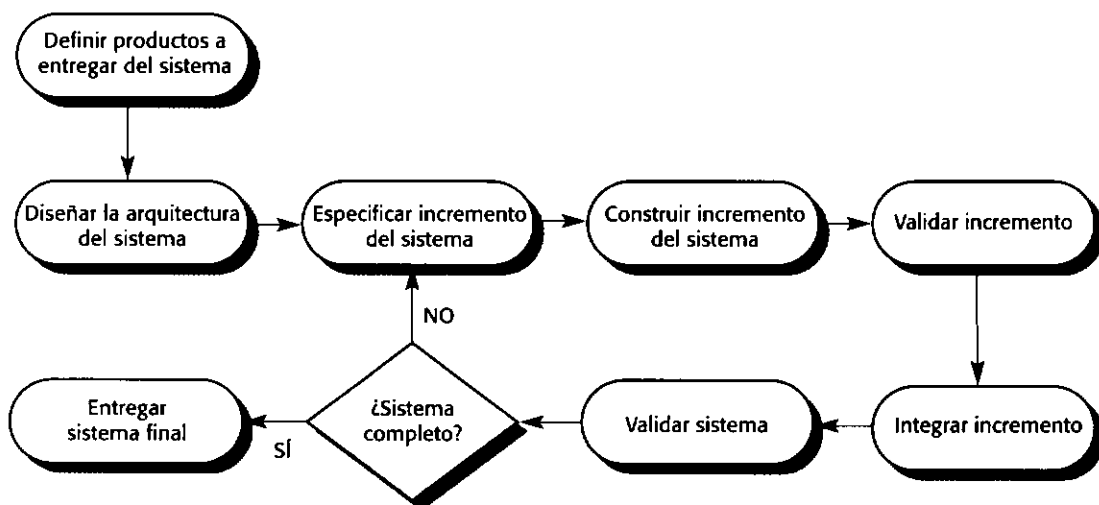 Definir productos a
entregar del sistema
Diseñar la arquitectura
del sistema
Especificar incremento
del sistema
Construir incremento
del sistema
Validar incremento
NO
Entregar
sistema final
SÍ
¿Sistema
completo?
Validar sistema
Integrar incremento